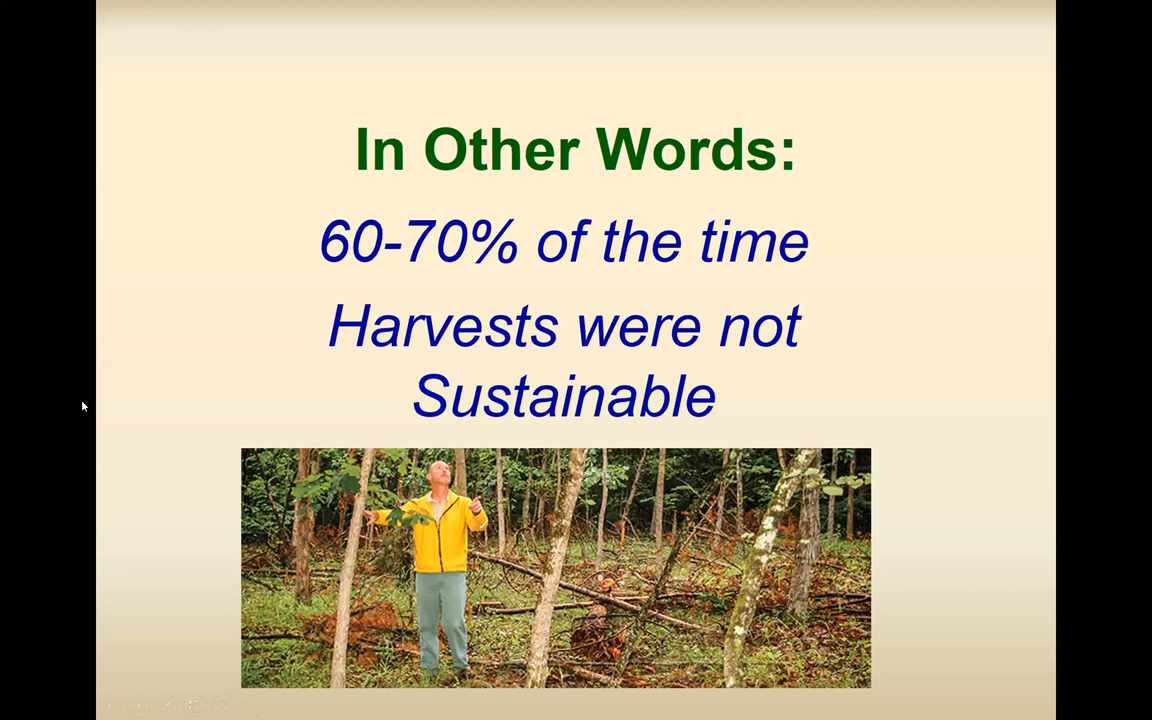 In Other Words:
60-70% of the time
Harvests were not
Sustainable